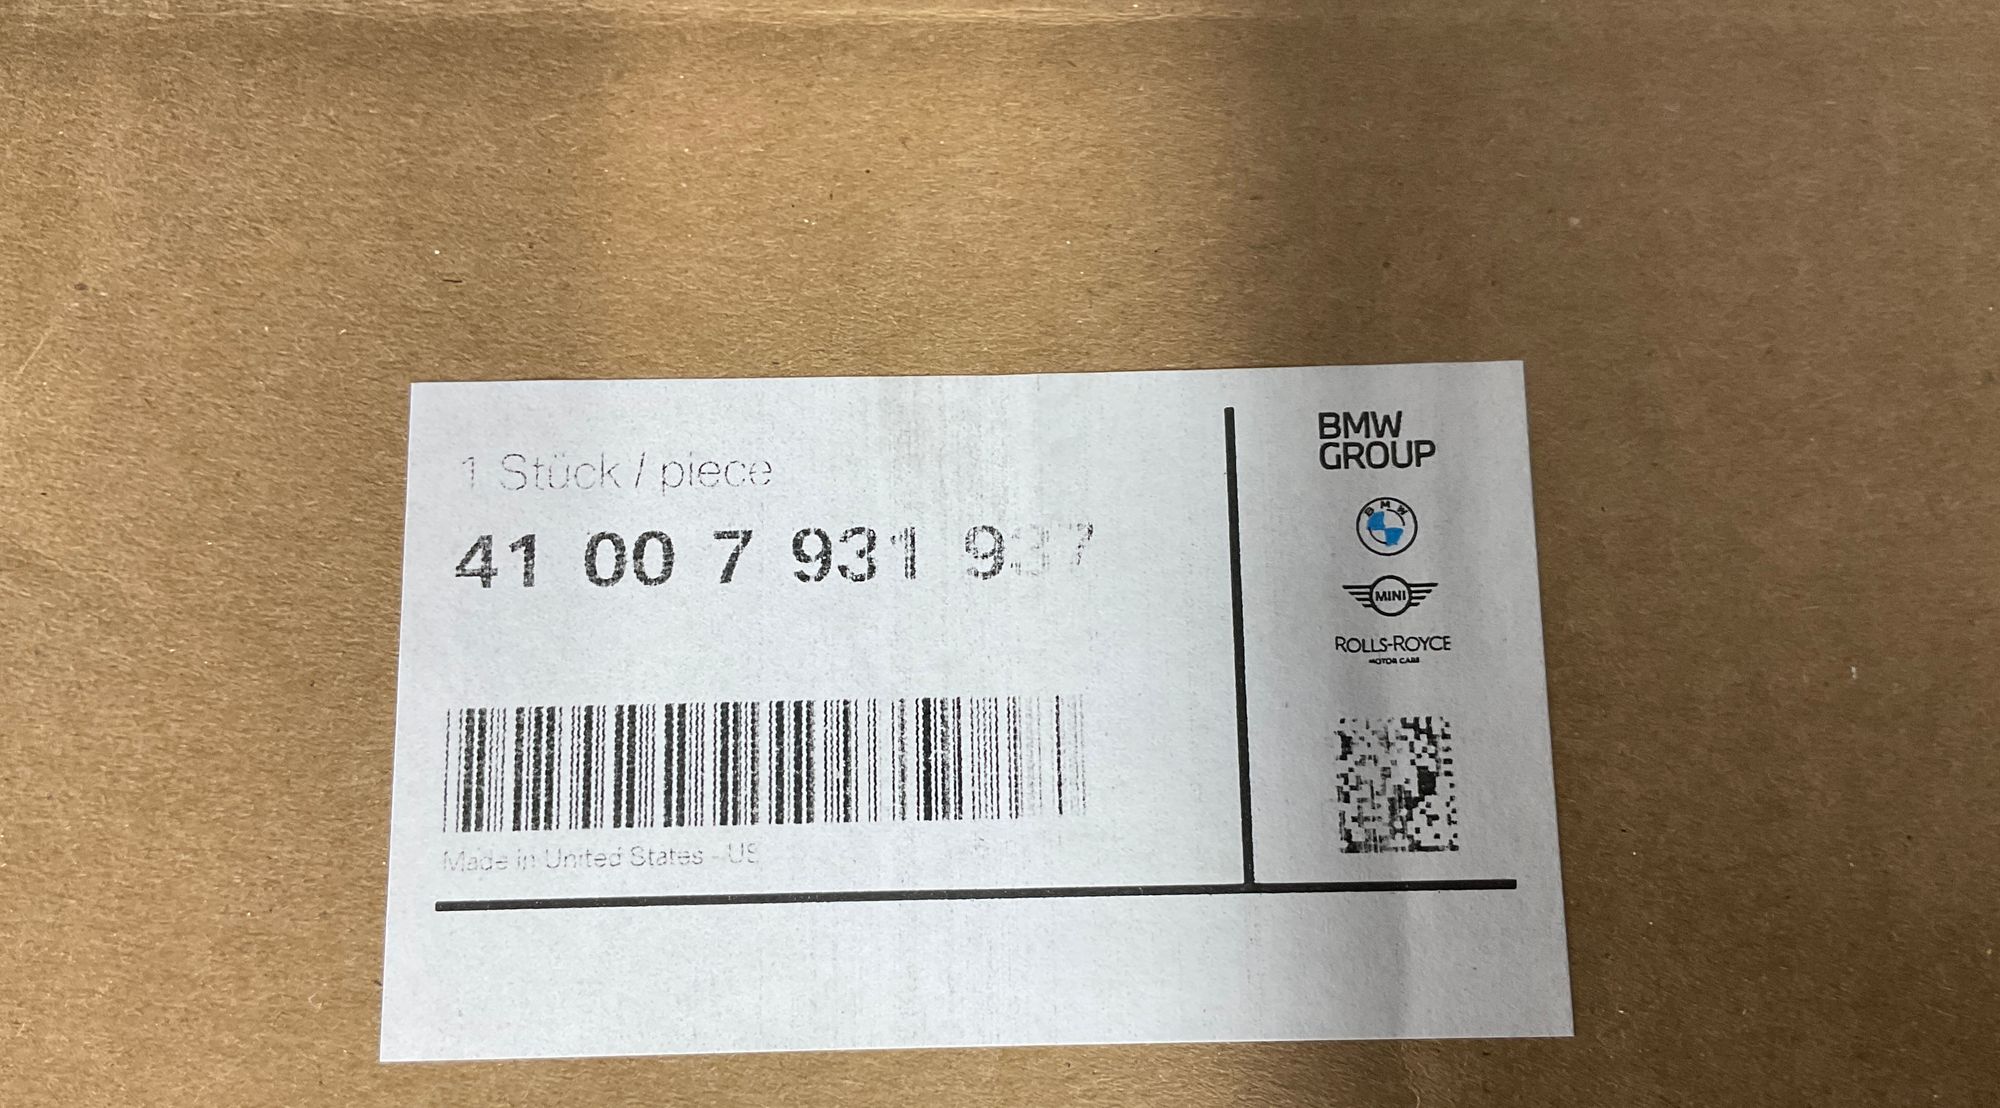 1 Stück / piece
41 00 7 931 937
Made in United States - US
BMW
GROUP
BMW
MINI
ROLLS-ROYCE
MOTOR CARS